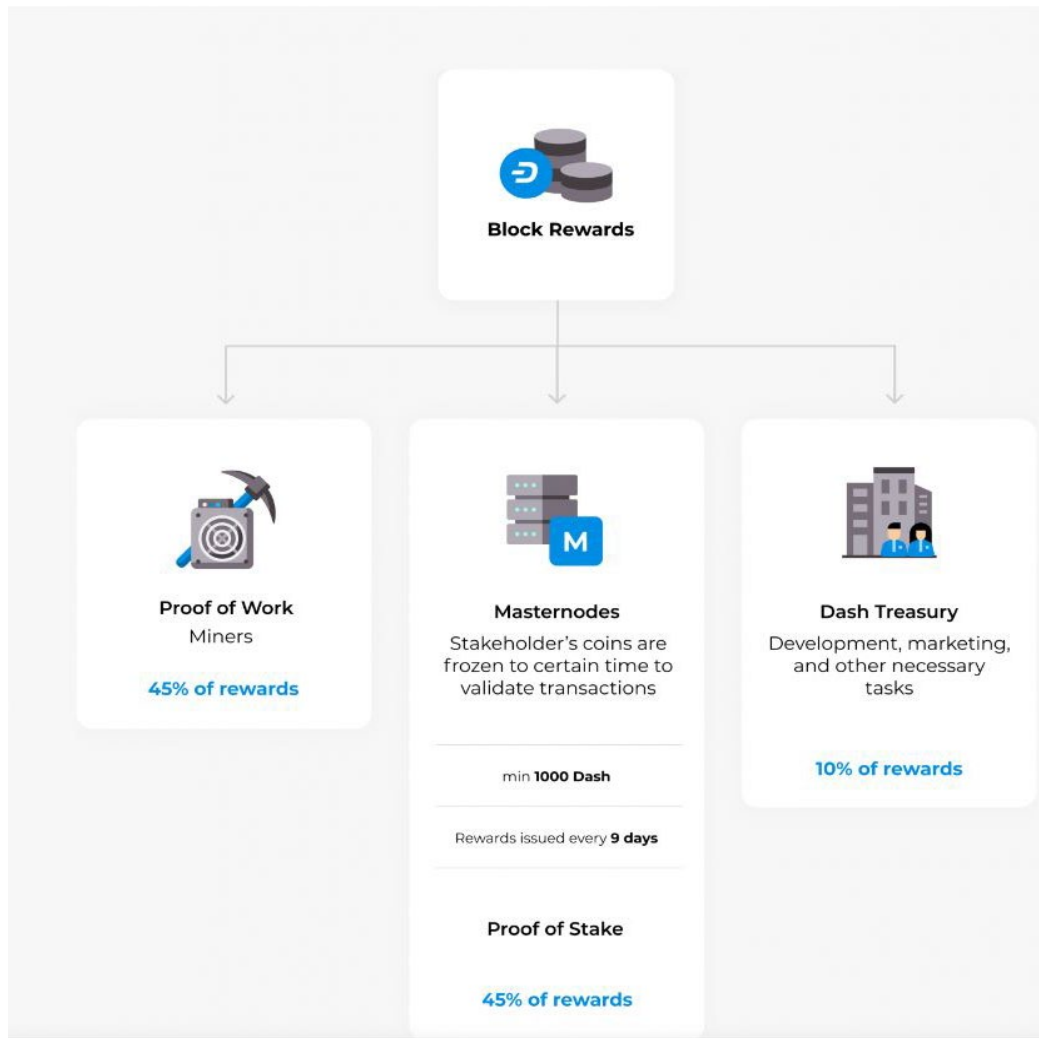 Block Rewards
Proof of Work
Miners
45% of rewards
M
Masternodes
Stakeholder's coins are
frozen to certain time to
validate transactions
min 1000 Dash
Rewards issued every 9 days
Proof of Stake
45% of rewards
Dash Treasury
Development, marketing,
and other necessary
tasks
10% of rewards